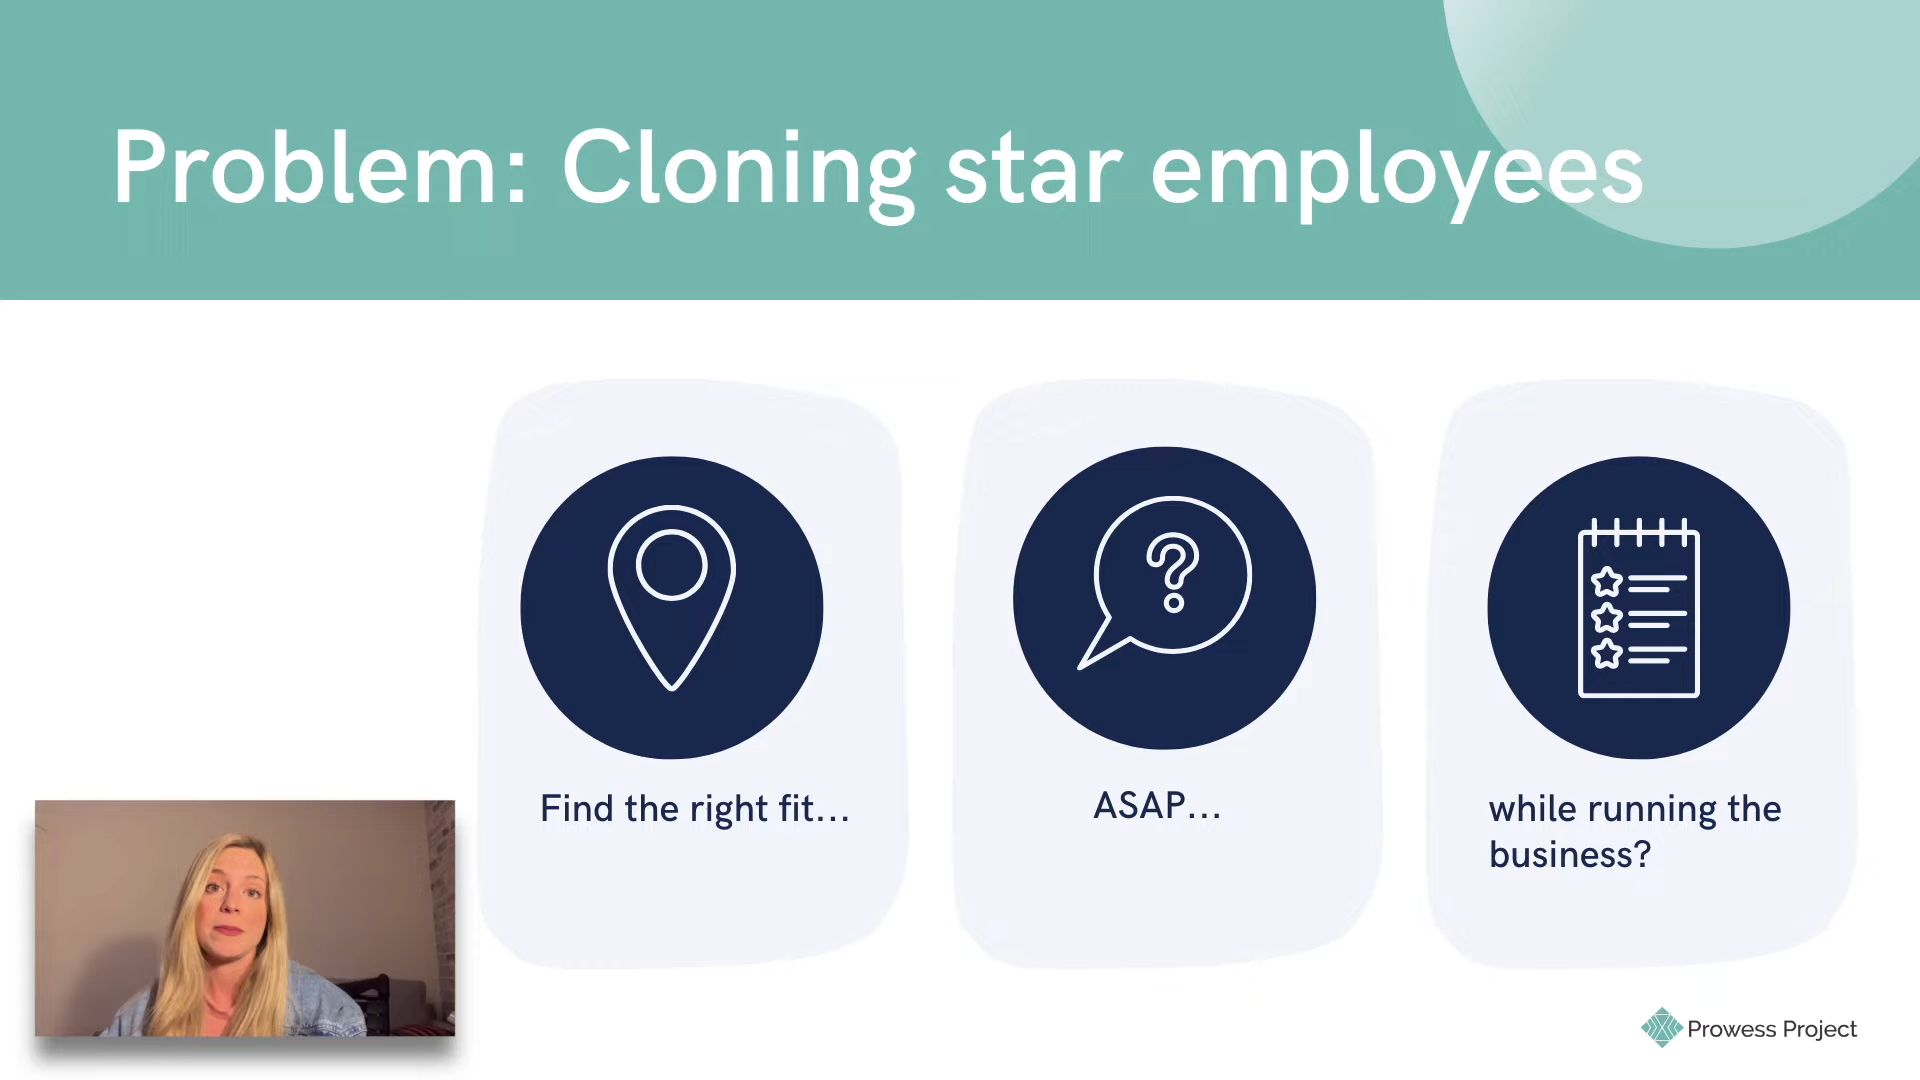 Problem: Cloning star employees
Find the right fit...
ASAP...
while running the
business?
Prowess Project